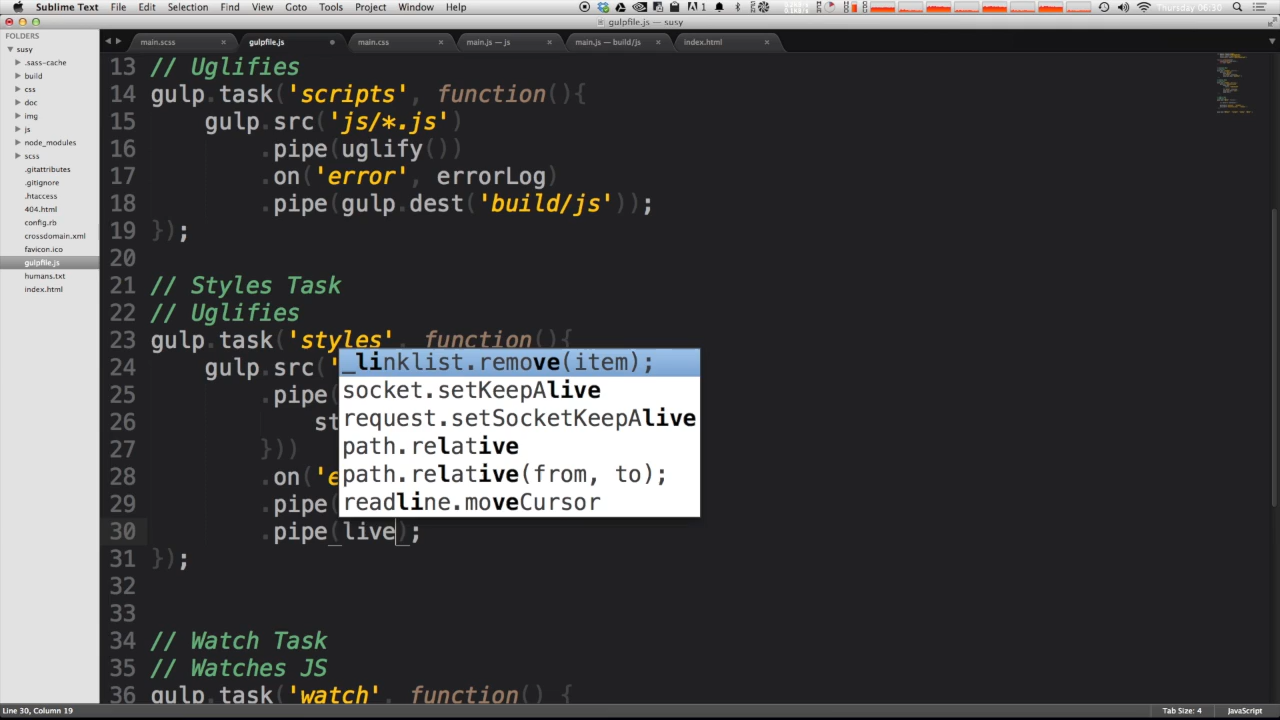 Sublime Text File Edit Selection Find View Goto Tools Project Window Help
1 Thursday 06:30
gulpfile.js — susy
FOLDERS
susy
.sass-cache
build
css
doc
img
js
node_modules
scss
.gitattributes
.gitignore
.htaccess
404.html
config.rb
crossdomain.xml
favicon.ico
gulpfile.js
humans.txt
index.html
main.scss gulpfile.js main.css main.js — js main.js — build/js index.html
13 // Uglifies
14 gulp.task('scripts', function(){
15 gulp.src('js/*.js')
16 .pipe(uglify())
17 .on('error', errorLog)
18 .pipe(gulp.dest('build/js'));
19 });
20
21 // Styles Task
22 // Uglifies
23 gulp.task('styles', function(){
24 gulp.src('
25 .pipe(
26 st
27 }))
28 .on('e
29 .pipe(
30 .pipe(live);
31 });
32
33
34 // Watch Task
35 // Watches JS
36 gulp.task('watch', function() {
_linklist.remove(item);
socket.setKeepAlive
request.setSocketKeepAlive
path.relative
path.relative(from, to);
readline.moveCursor
Line 30, Column 19 Tab Size: 4 JavaScript